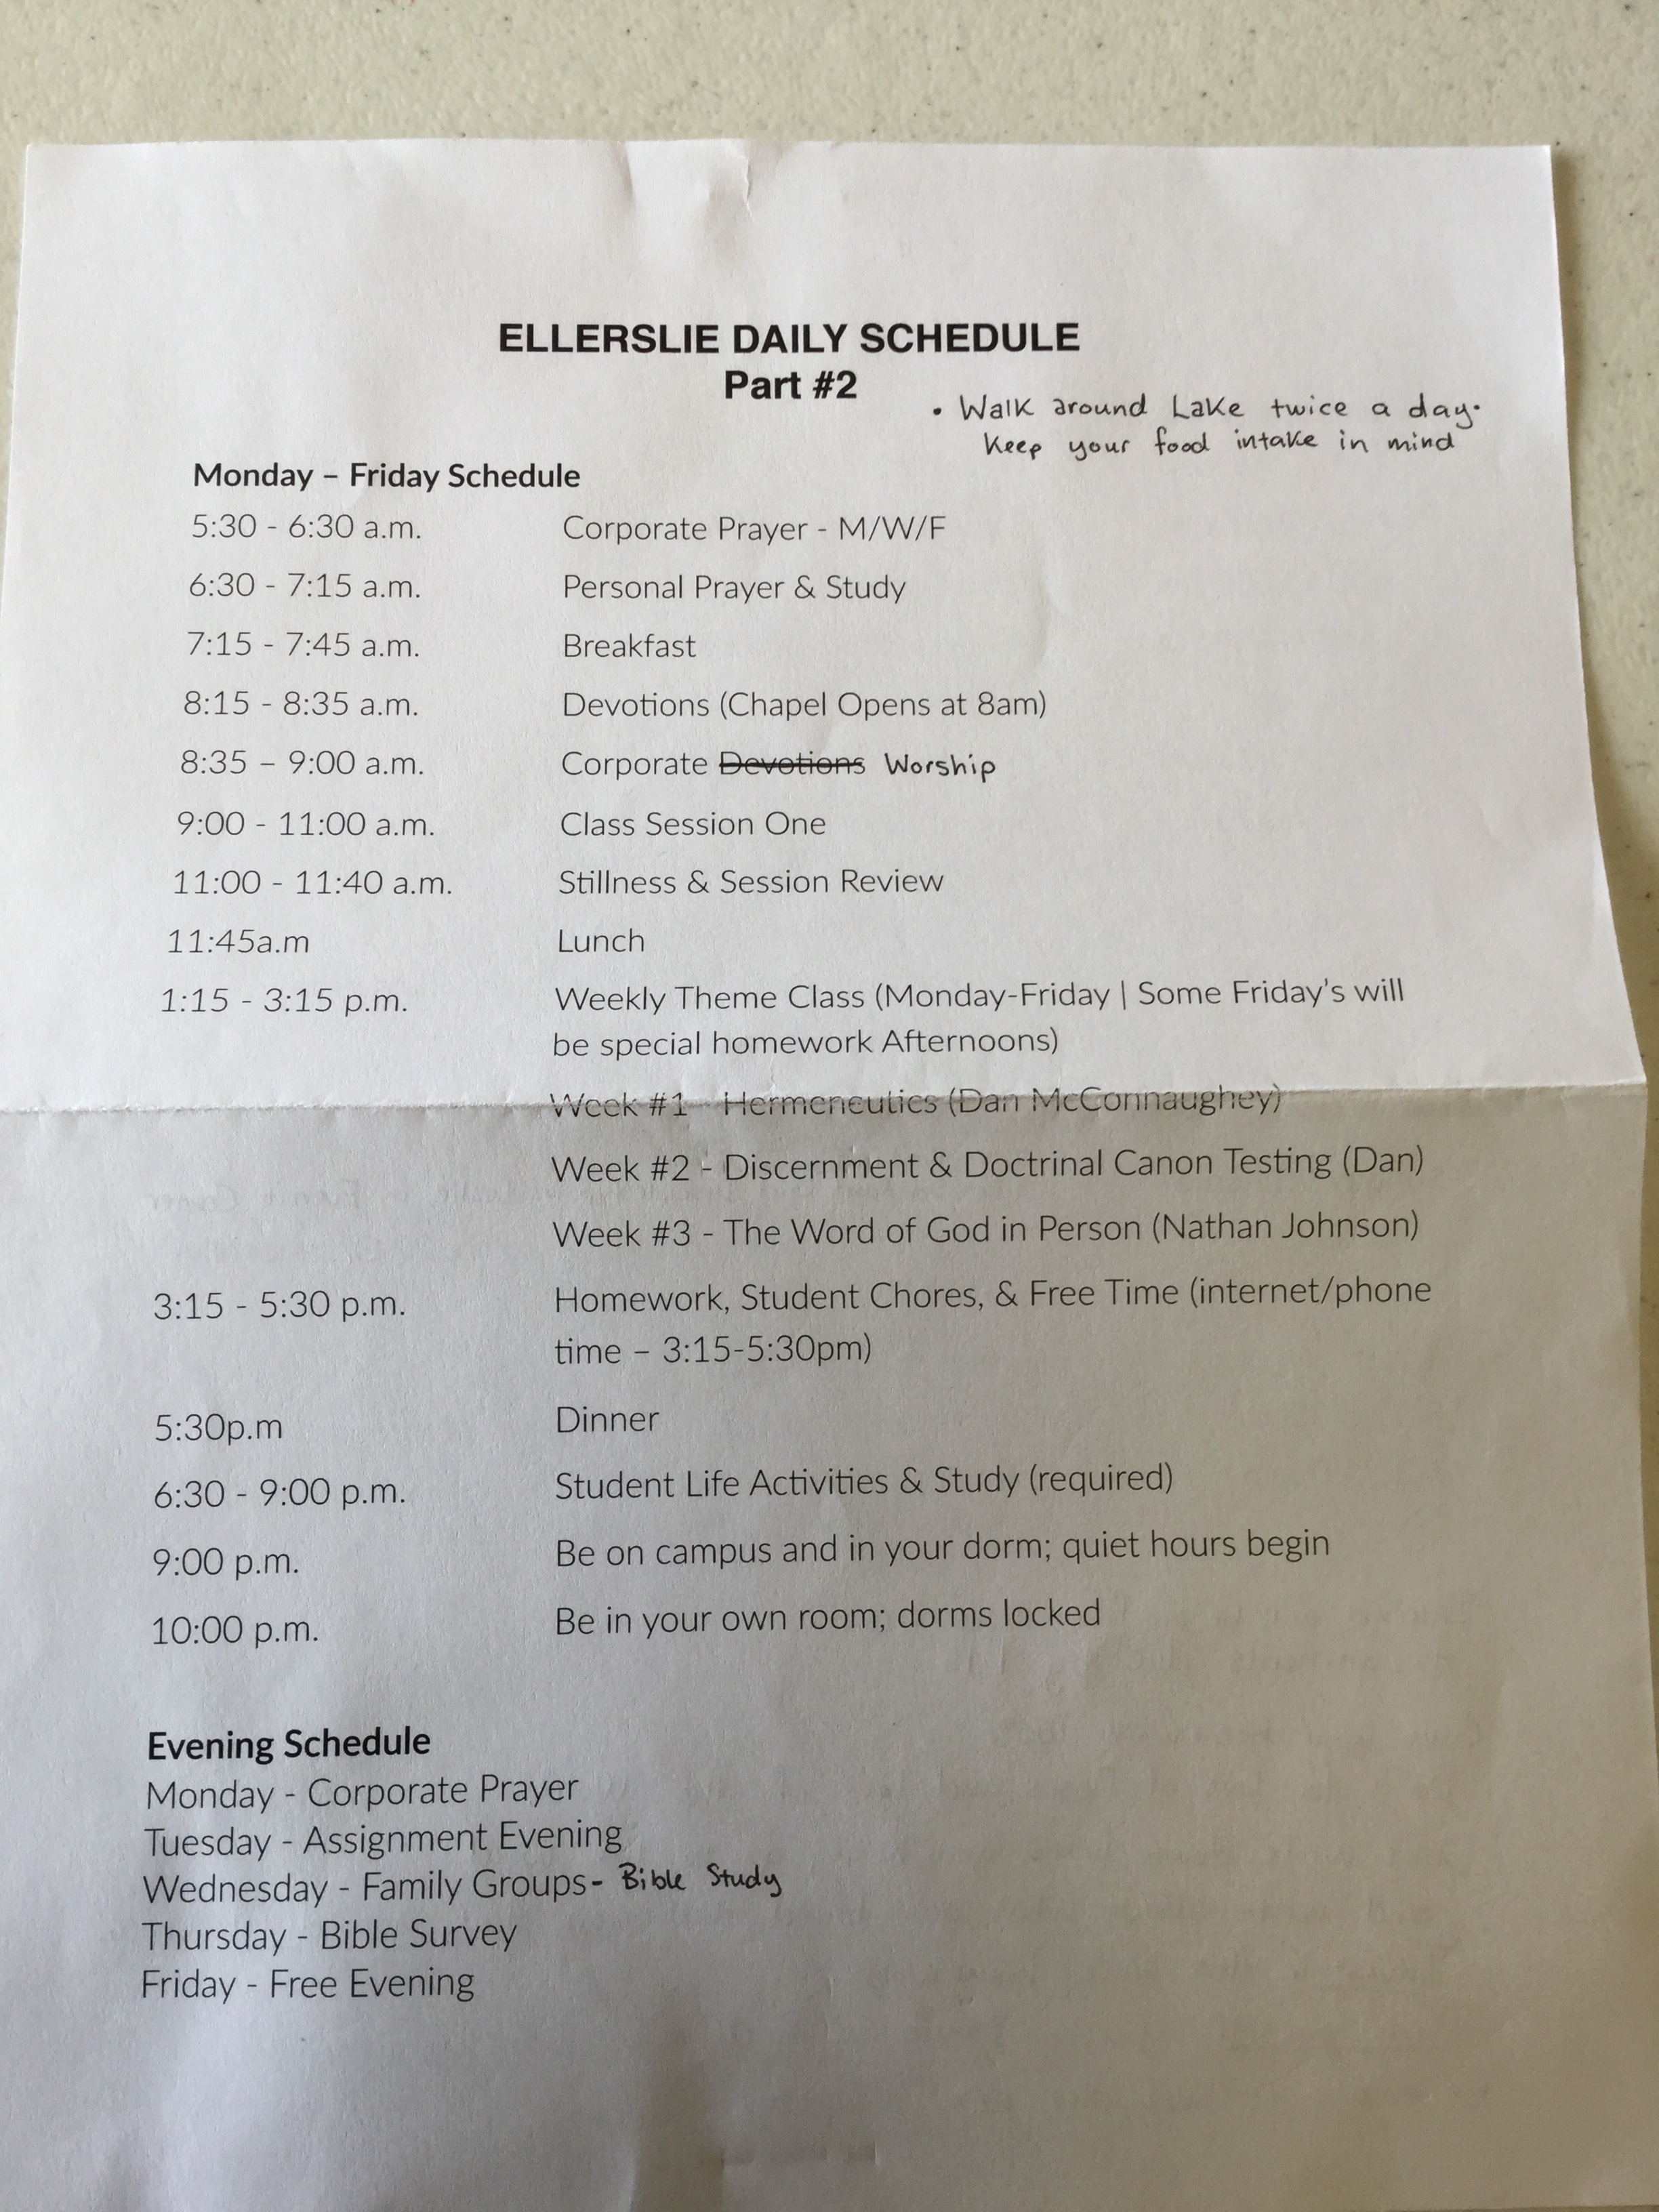 ELLERSLIE DAILY SCHEDULE
Part #2
• Walk around Lake twice a day.
Keep your food intake in mind
Monday – Friday Schedule
5:30 - 6:30 a.m. Corporate Prayer - M/W/F
6:30 - 7:15 a.m. Personal Prayer & Study
7:15 - 7:45 a.m. Breakfast
8:15 - 8:35 a.m. Devotions (Chapel Opens at 8am)
8:35 – 9:00 a.m. Corporate Devotions Worship
9:00 - 11:00 a.m. Class Session One
11:00 - 11:40 a.m. Stillness & Session Review
11:45a.m Lunch
1:15 - 3:15 p.m. Weekly Theme Class (Monday-Friday | Some Friday's will
be special homework Afternoons)
Week #1 - Hermeneutics (Dan McConnaughey)
Week #2 - Discernment & Doctrinal Canon Testing (Dan)
Week #3 - The Word of God in Person (Nathan Johnson)
3:15 - 5:30 p.m. Homework, Student Chores, & Free Time (internet/phone
time – 3:15-5:30pm)
5:30p.m Dinner
6:30 - 9:00 p.m. Student Life Activities & Study (required)
9:00 p.m. Be on campus and in your dorm; quiet hours begin
10:00 p.m. Be in your own room; dorms locked
Evening Schedule
Monday - Corporate Prayer
Tuesday - Assignment Evening
Wednesday - Family Groups - Bible Study
Thursday - Bible Survey
Friday - Free Evening